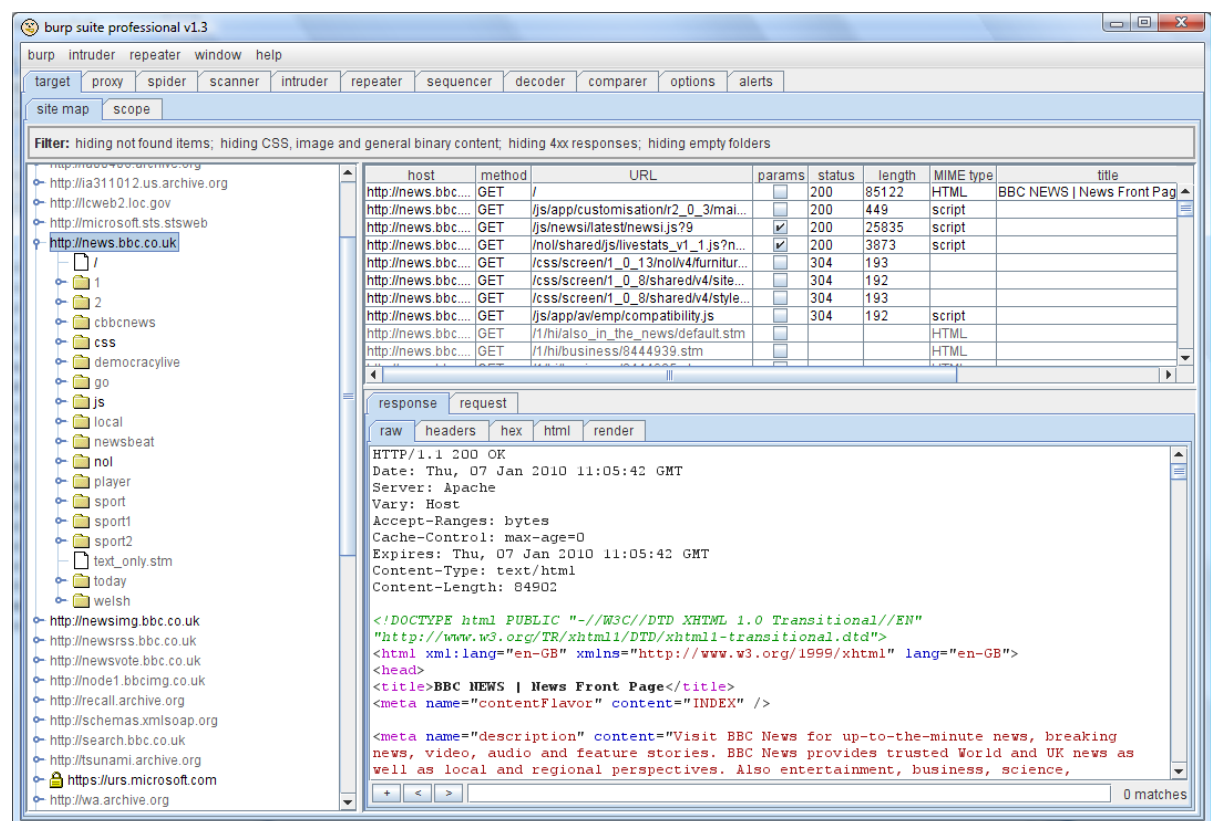 burp suite professional v1.3
burp intruder repeater window help
target proxy spider scanner intruder repeater sequencer decoder comparer options alerts
site map scope
Filter: hiding not found items; hiding CSS, image and general binary content; hiding 4xx responses; hiding empty folders
http://ia311012.us.archive.org
http://lcweb2.loc.gov
http://microsoft.sts.stsweb
http://news.bbc.co.uk
/
1
2
cbbcnews
css
democracylive
go
js
local
newsbeat
nol
player
sport
sport1
sport2
text_only.stm
today
welsh
http://newsimg.bbc.co.uk
http://newsrss.bbc.co.uk
http://newsvote.bbc.co.uk
http://node1.bbcimg.co.uk
http://recall.archive.org
http://schemas.xmlsoap.org
http://search.bbc.co.uk
http://tsunami.archive.org
https://urs.microsoft.com
http://wa.archive.org
host method URL params status length MIME type title
http://news.bbc.... GET / 200 85122 HTML BBC NEWS | News Front Pag
http://news.bbc.... GET /js/app/customisation/r2_0_3/mai... 200 449 script
http://news.bbc.... GET /js/newsi/latest/newsi.js?9 200 25835 script
http://news.bbc.... GET /nol/shared/js/livestats_v1_1.js?n... 200 3873 script
http://news.bbc.... GET /css/screen/1_0_13/nol/v4/furnitur... 304 193
http://news.bbc.... GET /css/screen/1_0_8/shared/v4/site... 304 192
http://news.bbc.... GET /css/screen/1_0_8/shared/v4/style... 304 193
http://news.bbc.... GET /js/app/av/emp/compatibility.js 304 192 script
http://news.bbc.... GET /1/hi/also_in_the_news/default.stm HTML
http://news.bbc.... GET /1/hi/business/8444939.stm HTML
response request
raw headers hex html render
HTTP/1.1 200 OK
Date: Thu, 07 Jan 2010 11:05:42 GMT
Server: Apache
Vary: Host
Accept-Ranges: bytes
Cache-Control: max-age=0
Expires: Thu, 07 Jan 2010 11:05:42 GMT
Content-Type: text/html
Content-Length: 84902
<!DOCTYPE html PUBLIC "-//W3C//DTD XHTML 1.0 Transitional//EN"
"http://www.w3.org/TR/xhtml1/DTD/xhtml1-transitional.dtd">
<html xml:lang="en-GB" xmlns="http://www.w3.org/1999/xhtml" lang="en-GB">
<head>
<title>BBC NEWS | News Front Page</title>
<meta name="contentFlavor" content="INDEX" />
<meta name="description" content="Visit BBC News for up-to-the-minute news, breaking
news, video, audio and feature stories. BBC News provides trusted World and UK news as
well as local and regional perspectives. Also entertainment, business, science,
+ < > 0 matches